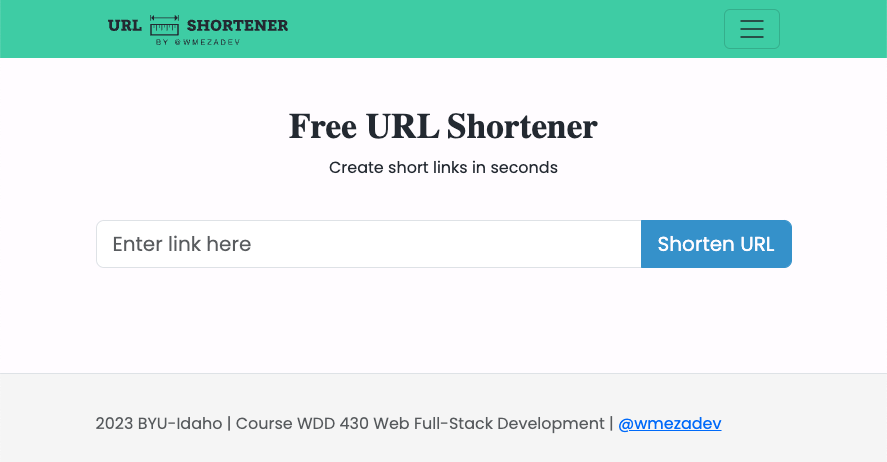 URL SHORTENER
BY @WMEZADEV
Free URL Shortener
Create short links in seconds
Enter link here
Shorten URL
2023 BYU-Idaho | Course WDD 430 Web Full-Stack Development | @wmezadev